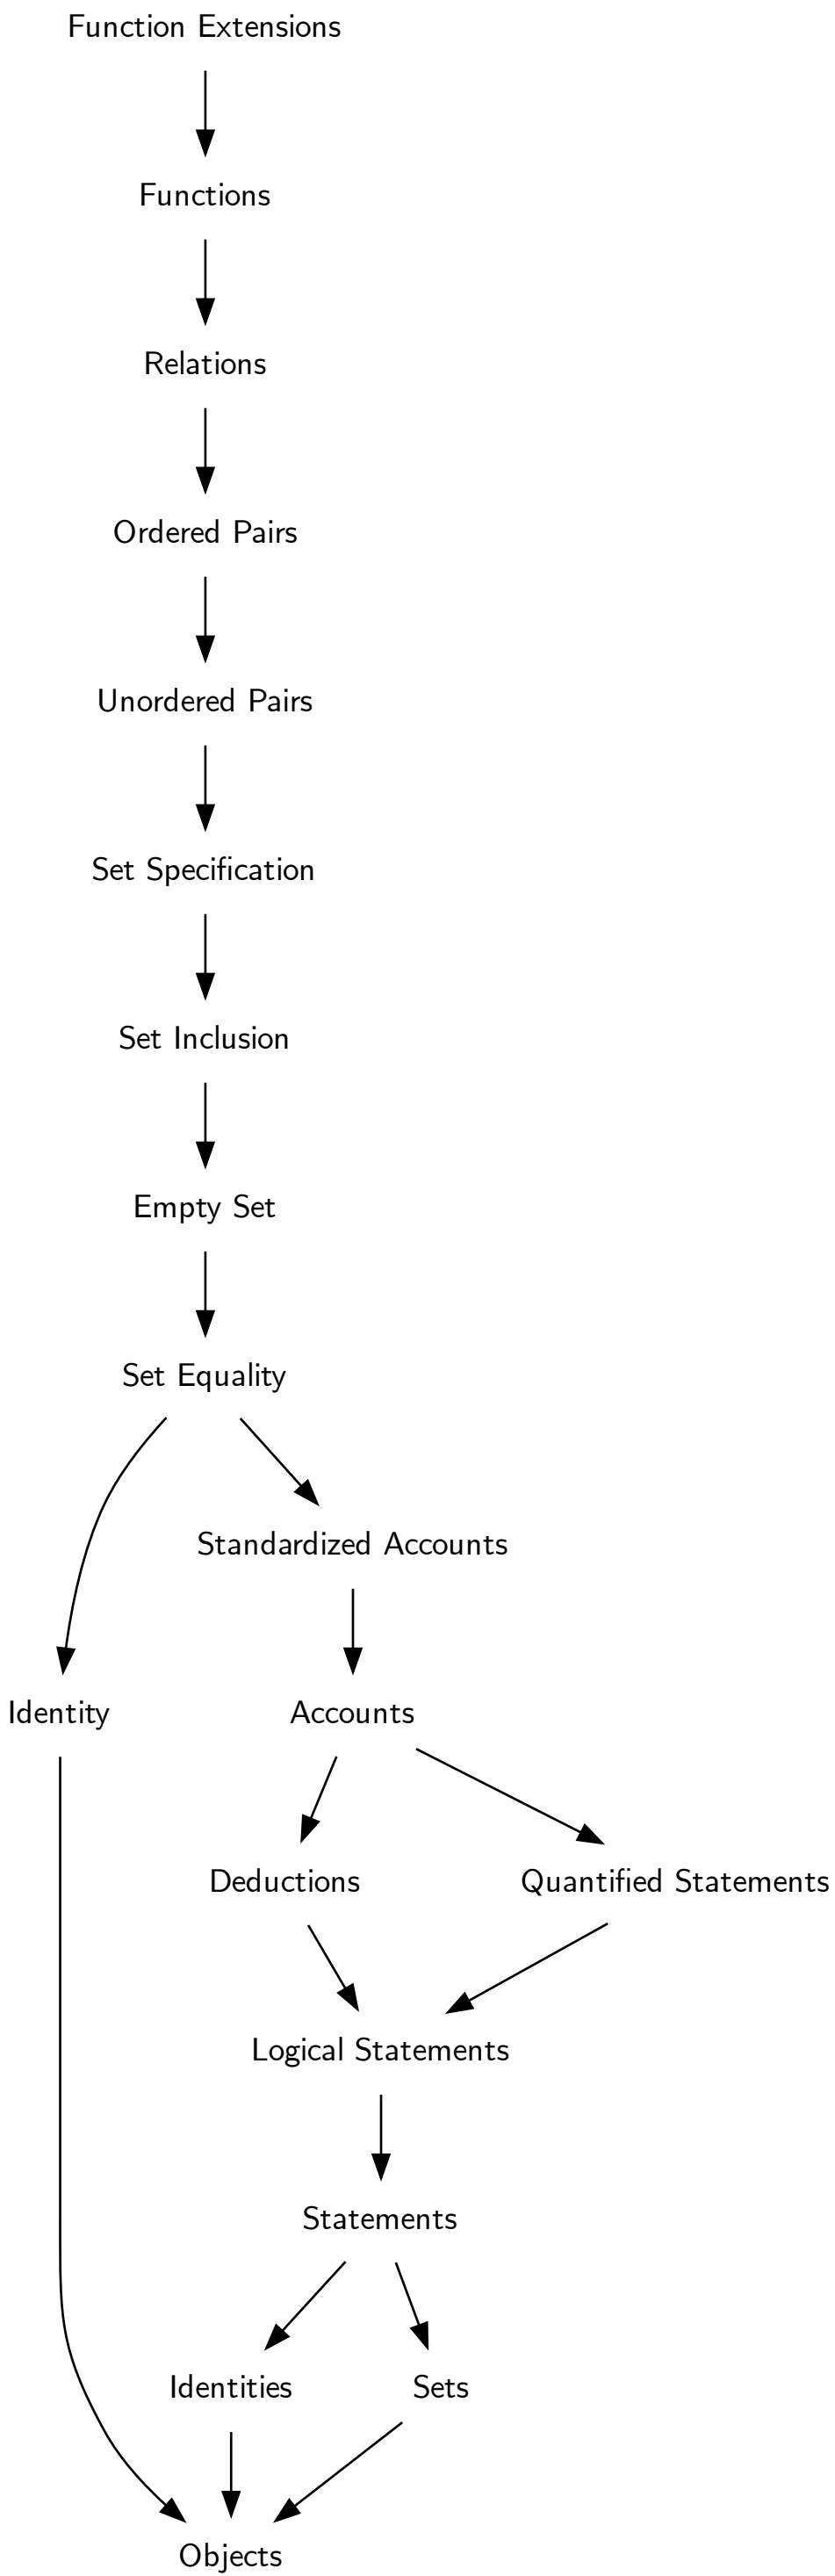 Function Extensions
Functions
Relations
Ordered Pairs
Unordered Pairs
Set Specification
Set Inclusion
Empty Set
Set Equality
Standardized Accounts
Identity
Accounts
Deductions
Quantified Statements
Logical Statements
Statements
Identities
Sets
Objects